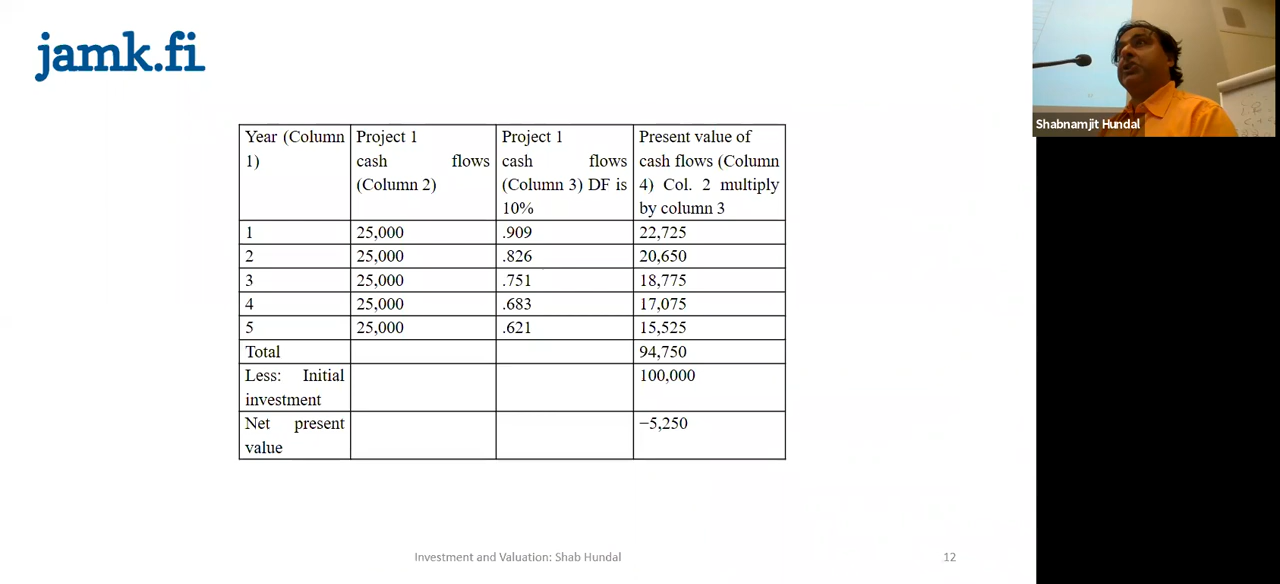 jamk.fi
Shabnamjit Hundal
Year (Column Project 1 Project 1 Present value of
1) cash flows cash flows cash flows (Column
(Column 2) (Column 3) DF is 4) Col. 2 multiply
10% by column 3
1 25,000 .909 22,725
2 25,000 .826 20,650
3 25,000 .751 18,775
4 25,000 .683 17,075
5 25,000 .621 15,525
Total 94,750
Less: Initial 100,000
investment
Net present −5,250
value
Investment and Valuation: Shab Hundal 12